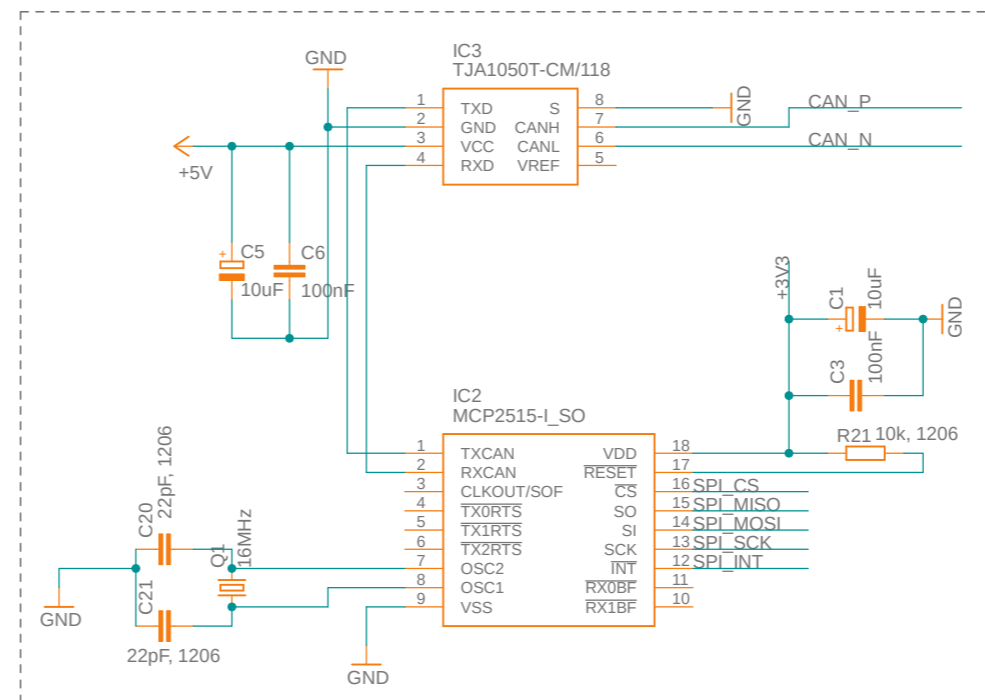 GND
IC3
TJA1050T-CM/118
1 TXD S 8
2 GND CANH 7
3 VCC CANL 6
4 RXD VREF 5
GND
CAN_P
CAN_N
+5V
+
C5
10uF
C6
100nF
+3V3
C1
10uF
+
GND
C3
100nF
R21
10k, 1206
IC2
MCP2515-I_SO
1 TXCAN VDD 18
2 RXCAN RESET 17
3 CLKOUT/SOF CS 16 SPI_CS
4 TX0RTS SO 15 SPI_MISO
5 TX1RTS SI 14 SPI_MOSI
6 TX2RTS SCK 13 SPI_SCK
7 OSC2 INT 12 SPI_INT
8 OSC1 RX0BF 11
9 VSS RX1BF 10
C20
22pF, 1206
Q1
16MHz
C21
22pF, 1206
GND
GND